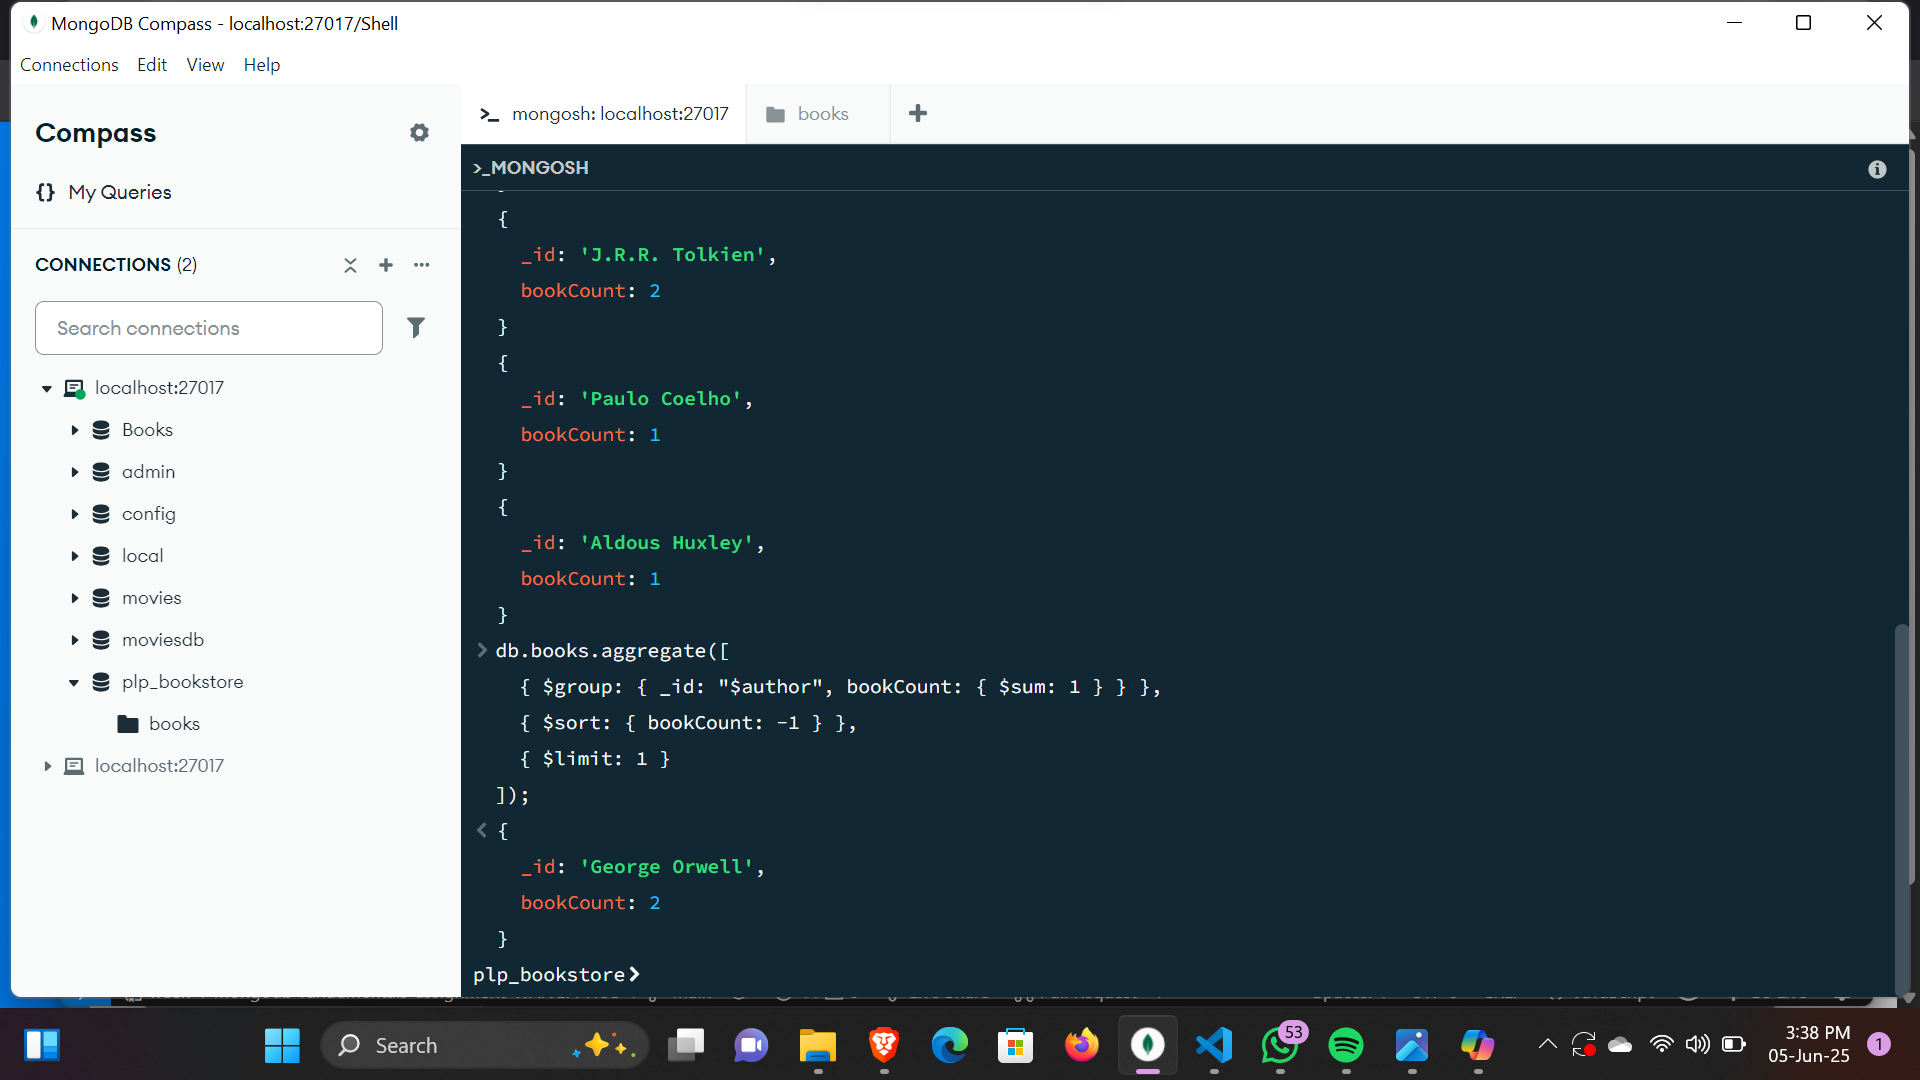 MongoDB Compass - localhost:27017/Shell
Connections Edit View Help
Compass
{} My Queries
CONNECTIONS (2)
Search connections
localhost:27017
Books
admin
config
local
movies
moviesdb
plp_bookstore
books
localhost:27017
>_ mongosh: localhost:27017
books
>_MONGOSH
{
_id: 'J.R.R. Tolkien',
bookCount: 2
}
{
_id: 'Paulo Coelho',
bookCount: 1
}
{
_id: 'Aldous Huxley',
bookCount: 1
}
> db.books.aggregate([
{ $group: { _id: "$author", bookCount: { $sum: 1 } } },
{ $sort: { bookCount: -1 } },
{ $limit: 1 }
]);
< {
_id: 'George Orwell',
bookCount: 2
}
plp_bookstore>
Search
53
3:38 PM
05-Jun-25
1